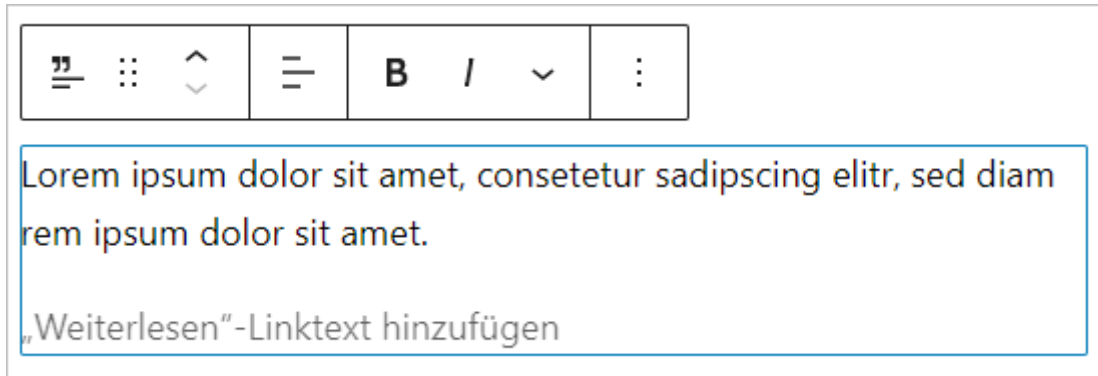 B I
Lorem ipsum dolor sit amet, consetetur sadipscing elitr, sed diam
rem ipsum dolor sit amet.
„Weiterlesen“-Linktext hinzufügen